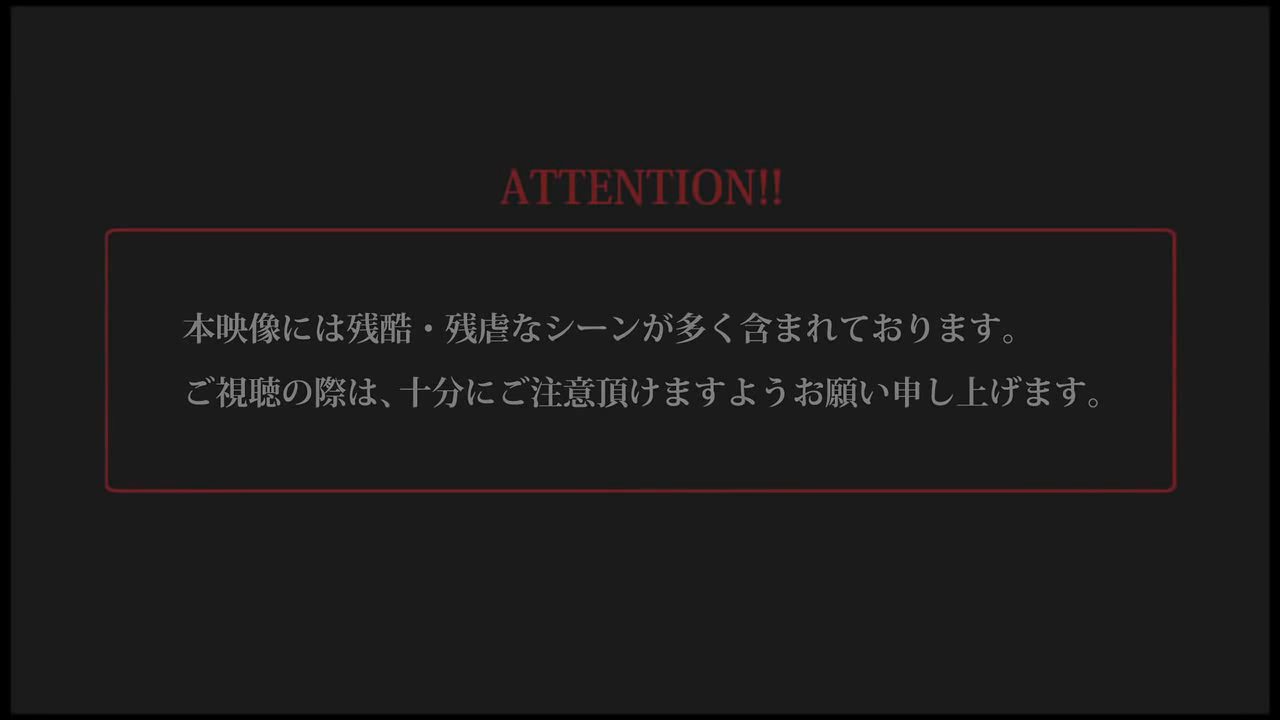 ATTENTION!!
本映像には残酷・残虐なシーンが多く含まれております。
ご視聴の際は、十分にご注意頂けますようお願い申し上げます。